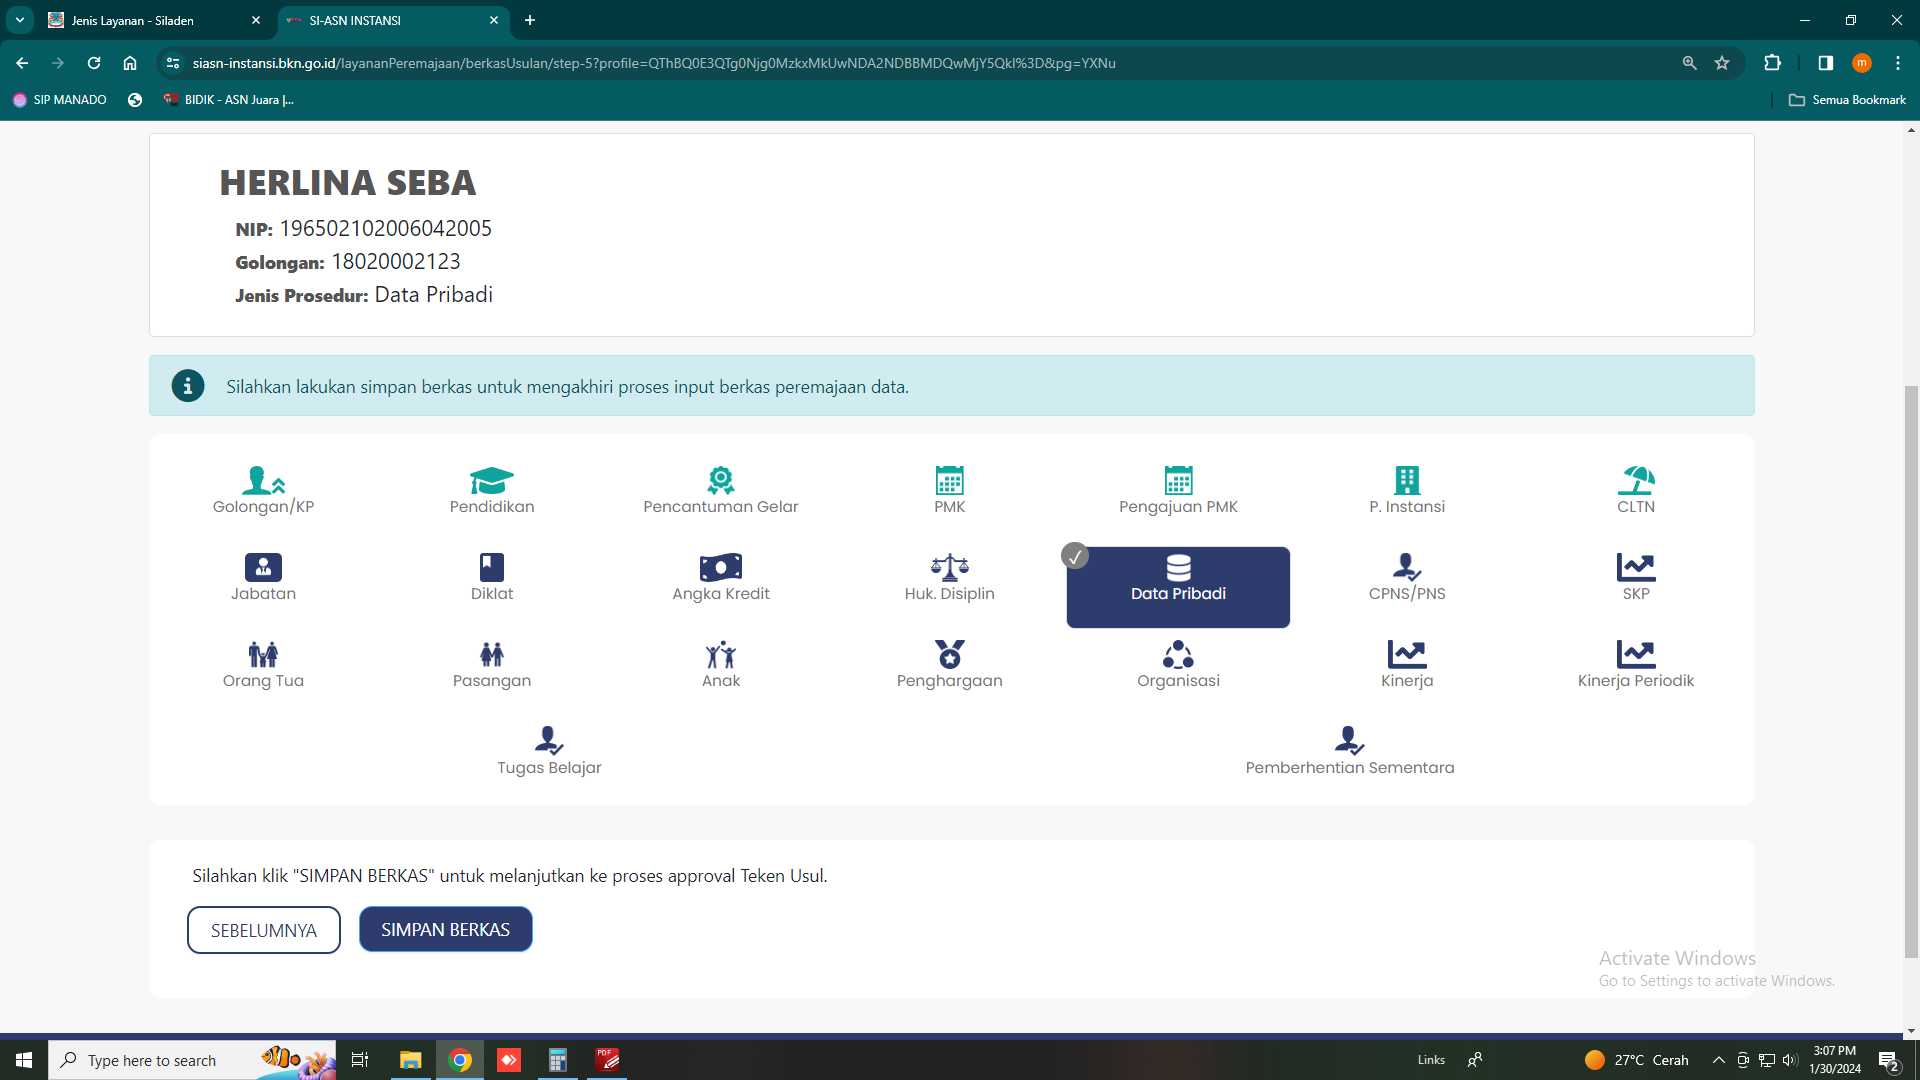 Jenis Layanan - Siladen
SI-ASN INSTANSI
siasn-instansi.bkn.go.id/layananPeremajaan/berkasUsulan/step-5?profile=QThBQ0E3QTg0Njg0MzkxMkUwNDA2NDBBMDQwMjY5Qkl%3D&pg=YXNu
m
SIP MANADO
BIDIK - ASN Juara |...
Semua Bookmark
HERLINA SEBA
NIP: 196502102006042005
Golongan: 18020002123
Jenis Prosedur: Data Pribadi
Silahkan lakukan simpan berkas untuk mengakhiri proses input berkas peremajaan data.
Golongan/KP
Pendidikan
Pencantuman Gelar
PMK
Pengajuan PMK
P. Instansi
CLTN
Jabatan
Diklat
Angka Kredit
Huk. Disiplin
Data Pribadi
CPNS/PNS
SKP
Orang Tua
Pasangan
Anak
Penghargaan
Organisasi
Kinerja
Kinerja Periodik
Tugas Belajar
Pemberhentian Sementara
Silahkan klik "SIMPAN BERKAS" untuk melanjutkan ke proses approval Teken Usul.
SEBELUMNYA
SIMPAN BERKAS
Activate Windows
Go to Settings to activate Windows.
Type here to search
PDF
Links
27°C Cerah
3:07 PM
1/30/2024
2